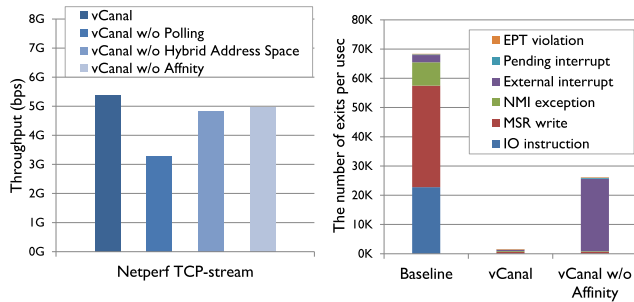 8G
7G
6G
5G
4G
3G
2G
1G
0G
Throughput (bps)
vCanal
vCanal w/o Polling
vCanal w/o Hybrid Address Space
vCanal w/o Affnity
Netperf TCP-stream
80K
70K
60K
50K
40K
30K
20K
10K
0K
The number of exits per usec
EPT violation
Pending interrupt
External interrupt
NMI exception
MSR write
IO instruction
Baseline
vCanal
vCanal w/o
Affinity